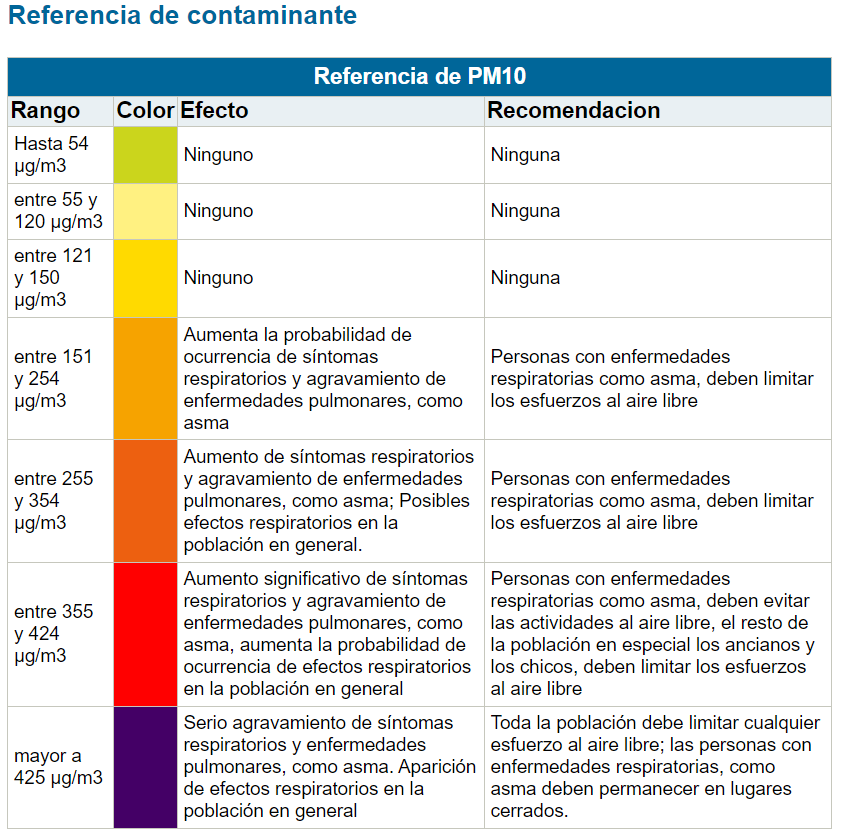 Referencia de contaminante
Referencia de PM10
Rango Color Efecto Recomendacion
Hasta 54
µg/m3
Ninguno
Ninguna
entre 55 y
120 µg/m3
Ninguno
Ninguna
entre 121
y 150
µg/m3
Ninguno
Ninguna
entre 151
y 254
µg/m3
Aumenta la probabilidad de
ocurrencia de síntomas
respiratorios y agravamiento de
enfermedades pulmonares, como
asma
Personas con enfermedades
respiratorias como asma, deben limitar
los esfuerzos al aire libre
entre 255
y 354
µg/m3
Aumento de síntomas respiratorios
y agravamiento de enfermedades
pulmonares, como asma; Posibles
efectos respiratorios en la
población en general.
Personas con enfermedades
respiratorias como asma, deben limitar
los esfuerzos al aire libre
entre 355
y 424
µg/m3
Aumento significativo de síntomas
respiratorios y agravamiento de
enfermedades pulmonares, como
asma, aumenta la probabilidad de
ocurrencia de efectos respiratorios
en la población en general
Personas con enfermedades
respiratorias como asma, deben evitar
las actividades al aire libre, el resto de
la población en especial los ancianos y
los chicos, deben limitar los esfuerzos
al aire libre
mayor a
425 µg/m3
Serio agravamiento de síntomas
respiratorios y enfermedades
pulmonares, como asma. Aparición
de efectos respiratorios en la
población en general
Toda la población debe limitar cualquier
esfuerzo al aire libre; las personas con
enfermedades respiratorias, como
asma deben permanecer en lugares
cerrados.